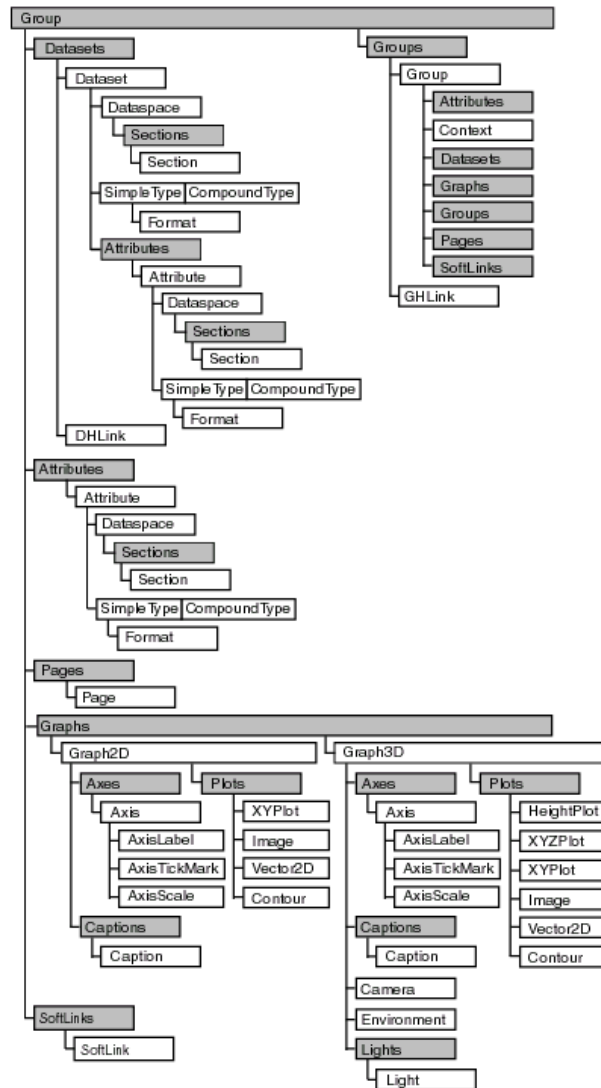 Group
Datasets
Dataset
Dataspace
Sections
Section
SimpleType CompoundType
Format
Attributes
Attribute
Dataspace
Sections
Section
SimpleType CompoundType
Format
DHLink
Groups
Group
Attributes
Context
Datasets
Graphs
Groups
Pages
SoftLinks
GHLink
Attributes
Attribute
Dataspace
Sections
Section
SimpleType CompoundType
Format
Pages
Page
Graphs
Graph2D
Axes
Axis
AxisLabel
AxisTickMark
AxisScale
Captions
Caption
Plots
XYPlot
Image
Vector2D
Contour
Graph3D
Axes
Axis
AxisLabel
AxisTickMark
AxisScale
Captions
Caption
Camera
Environment
Lights
Light
Plots
HeightPlot
XYZPlot
XYPlot
Image
Vector2D
Contour
SoftLinks
SoftLink